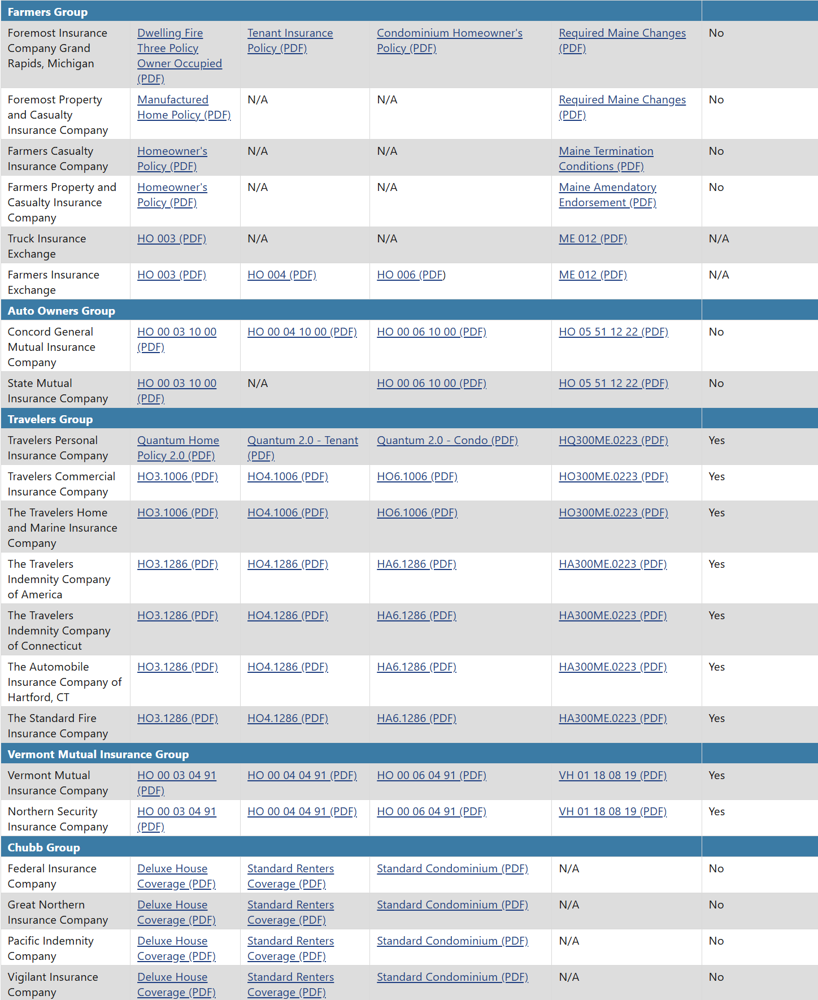 Farmers Group
Foremost Insurance Company Grand Rapids, Michigan
Dwelling Fire Three Policy Owner Occupied (PDF)
Tenant Insurance Policy (PDF)
Condominium Homeowner's Policy (PDF)
Required Maine Changes (PDF)
No
Foremost Property and Casualty Insurance Company
Manufactured Home Policy (PDF)
N/A
N/A
Required Maine Changes (PDF)
No
Farmers Casualty Insurance Company
Homeowner's Policy (PDF)
N/A
N/A
Maine Termination Conditions (PDF)
No
Farmers Property and Casualty Insurance Company
Homeowner's Policy (PDF)
N/A
N/A
Maine Amendatory Endorsement (PDF)
No
Truck Insurance Exchange
HO 003 (PDF)
N/A
N/A
ME 012 (PDF)
N/A
Farmers Insurance Exchange
HO 003 (PDF)
HO 004 (PDF)
HO 006 (PDF)
ME 012 (PDF)
N/A
Auto Owners Group
Concord General Mutual Insurance Company
HO 00 03 10 00 (PDF)
HO 00 04 10 00 (PDF)
HO 00 06 10 00 (PDF)
HO 05 51 12 22 (PDF)
No
State Mutual Insurance Company
HO 00 03 10 00 (PDF)
N/A
HO 00 06 10 00 (PDF)
HO 05 51 12 22 (PDF)
No
Travelers Group
Travelers Personal Insurance Company
Quantum Home Policy 2.0 (PDF)
Quantum 2.0 - Tenant (PDF)
Quantum 2.0 - Condo (PDF)
HQ300ME.0223 (PDF)
Yes
Travelers Commercial Insurance Company
HO3.1006 (PDF)
HO4.1006 (PDF)
HO6.1006 (PDF)
HO300ME.0223 (PDF)
Yes
The Travelers Home and Marine Insurance Company
HO3.1006 (PDF)
HO4.1006 (PDF)
HO6.1006 (PDF)
HO300ME.0223 (PDF)
Yes
The Travelers Indemnity Company of America
HO3.1286 (PDF)
HO4.1286 (PDF)
HA6.1286 (PDF)
HA300ME.0223 (PDF)
Yes
The Travelers Indemnity Company of Connecticut
HO3.1286 (PDF)
HO4.1286 (PDF)
HA6.1286 (PDF)
HA300ME.0223 (PDF)
Yes
The Automobile Insurance Company of Hartford, CT
HO3.1286 (PDF)
HO4.1286 (PDF)
HA6.1286 (PDF)
HA300ME.0223 (PDF)
Yes
The Standard Fire Insurance Company
HO3.1286 (PDF)
HO4.1286 (PDF)
HA6.1286 (PDF)
HA300ME.0223 (PDF)
Yes
Vermont Mutual Insurance Group
Vermont Mutual Insurance Company
HO 00 03 04 91 (PDF)
HO 00 04 04 91 (PDF)
HO 00 06 04 91 (PDF)
VH 01 18 08 19 (PDF)
Yes
Northern Security Insurance Company
HO 00 03 04 91 (PDF)
HO 00 04 04 91 (PDF)
HO 00 06 04 91 (PDF)
VH 01 18 08 19 (PDF)
Yes
Chubb Group
Federal Insurance Company
Deluxe House Coverage (PDF)
Standard Renters Coverage (PDF)
Standard Condominium (PDF)
N/A
No
Great Northern Insurance Company
Deluxe House Coverage (PDF)
Standard Renters Coverage (PDF)
Standard Condominium (PDF)
N/A
No
Pacific Indemnity Company
Deluxe House Coverage (PDF)
Standard Renters Coverage (PDF)
Standard Condominium (PDF)
N/A
No
Vigilant Insurance Company
Deluxe House Coverage (PDF)
Standard Renters Coverage (PDF)
Standard Condominium (PDF)
N/A
No